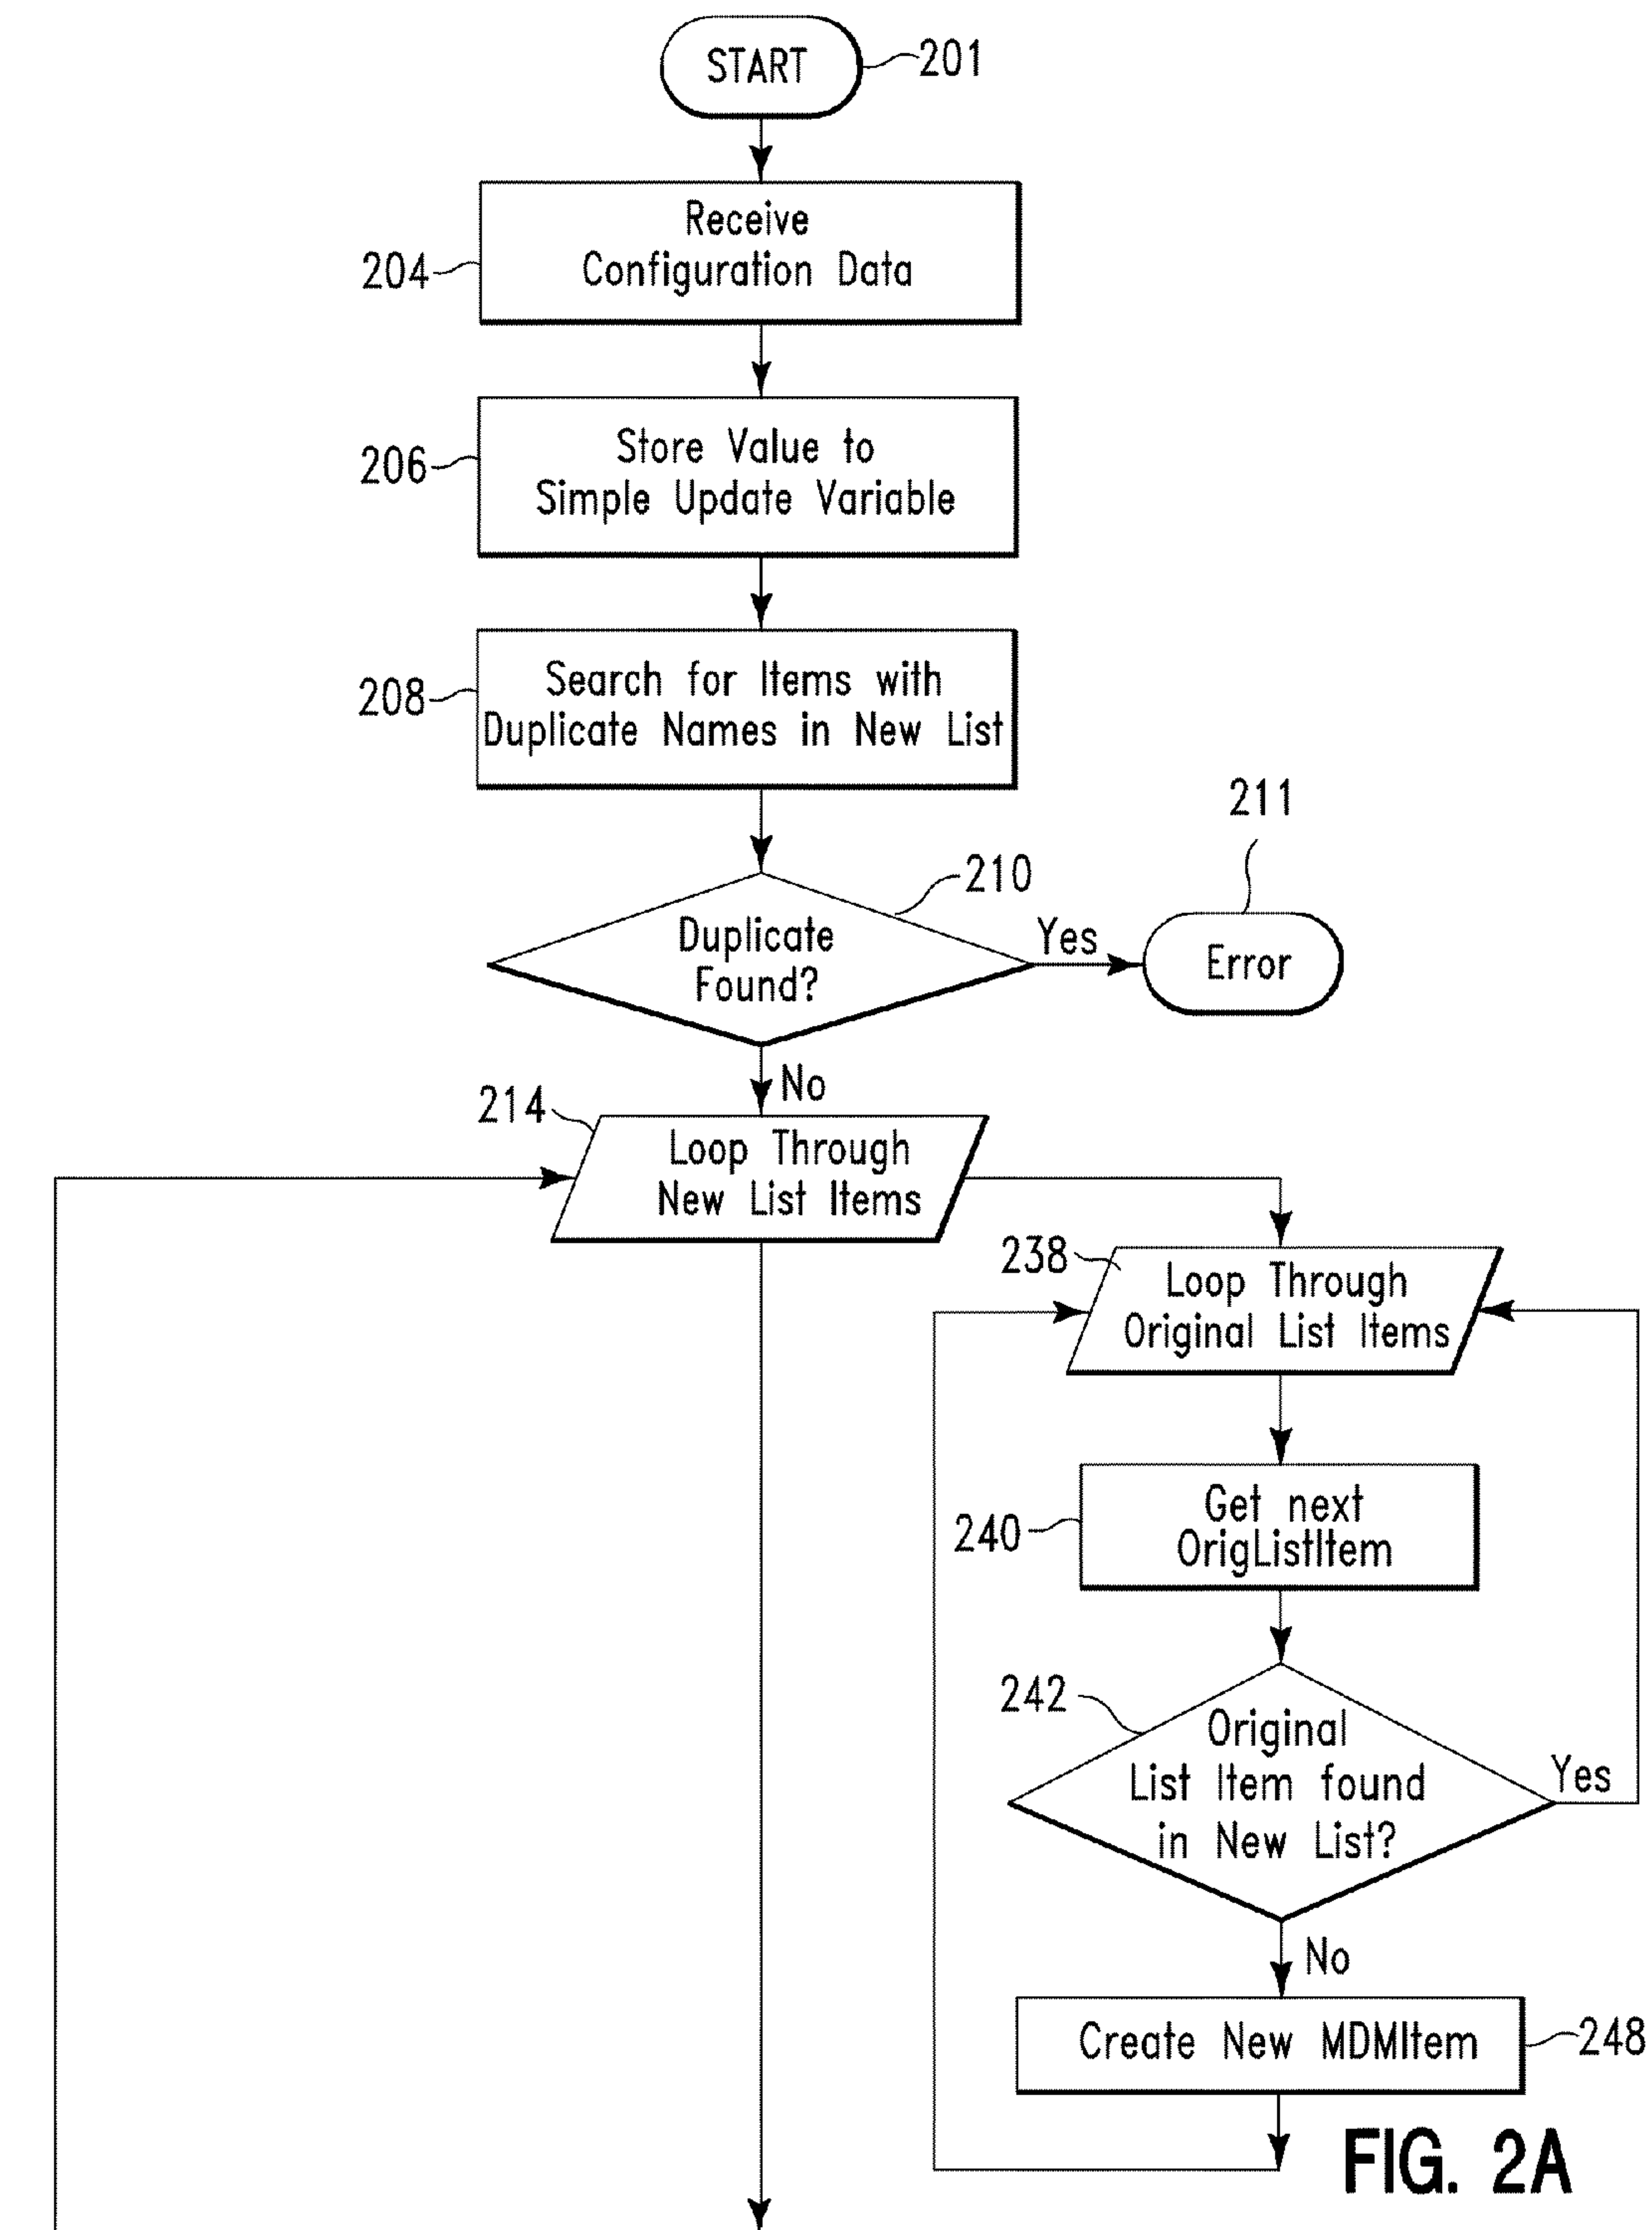 START
201
Receive
Configuration Data
204
Store Value to
Simple Update Variable
206
Search for Items with
Duplicate Names in New List
208
211
210
Duplicate
Found?
Yes
Error
No
214
Loop Through
New List Items
238
Loop Through
Original List Items
Get next
OrigListItem
240
242
Original
List Item found
in New List?
Yes
No
Create New MDMItem
248
FIG. 2A